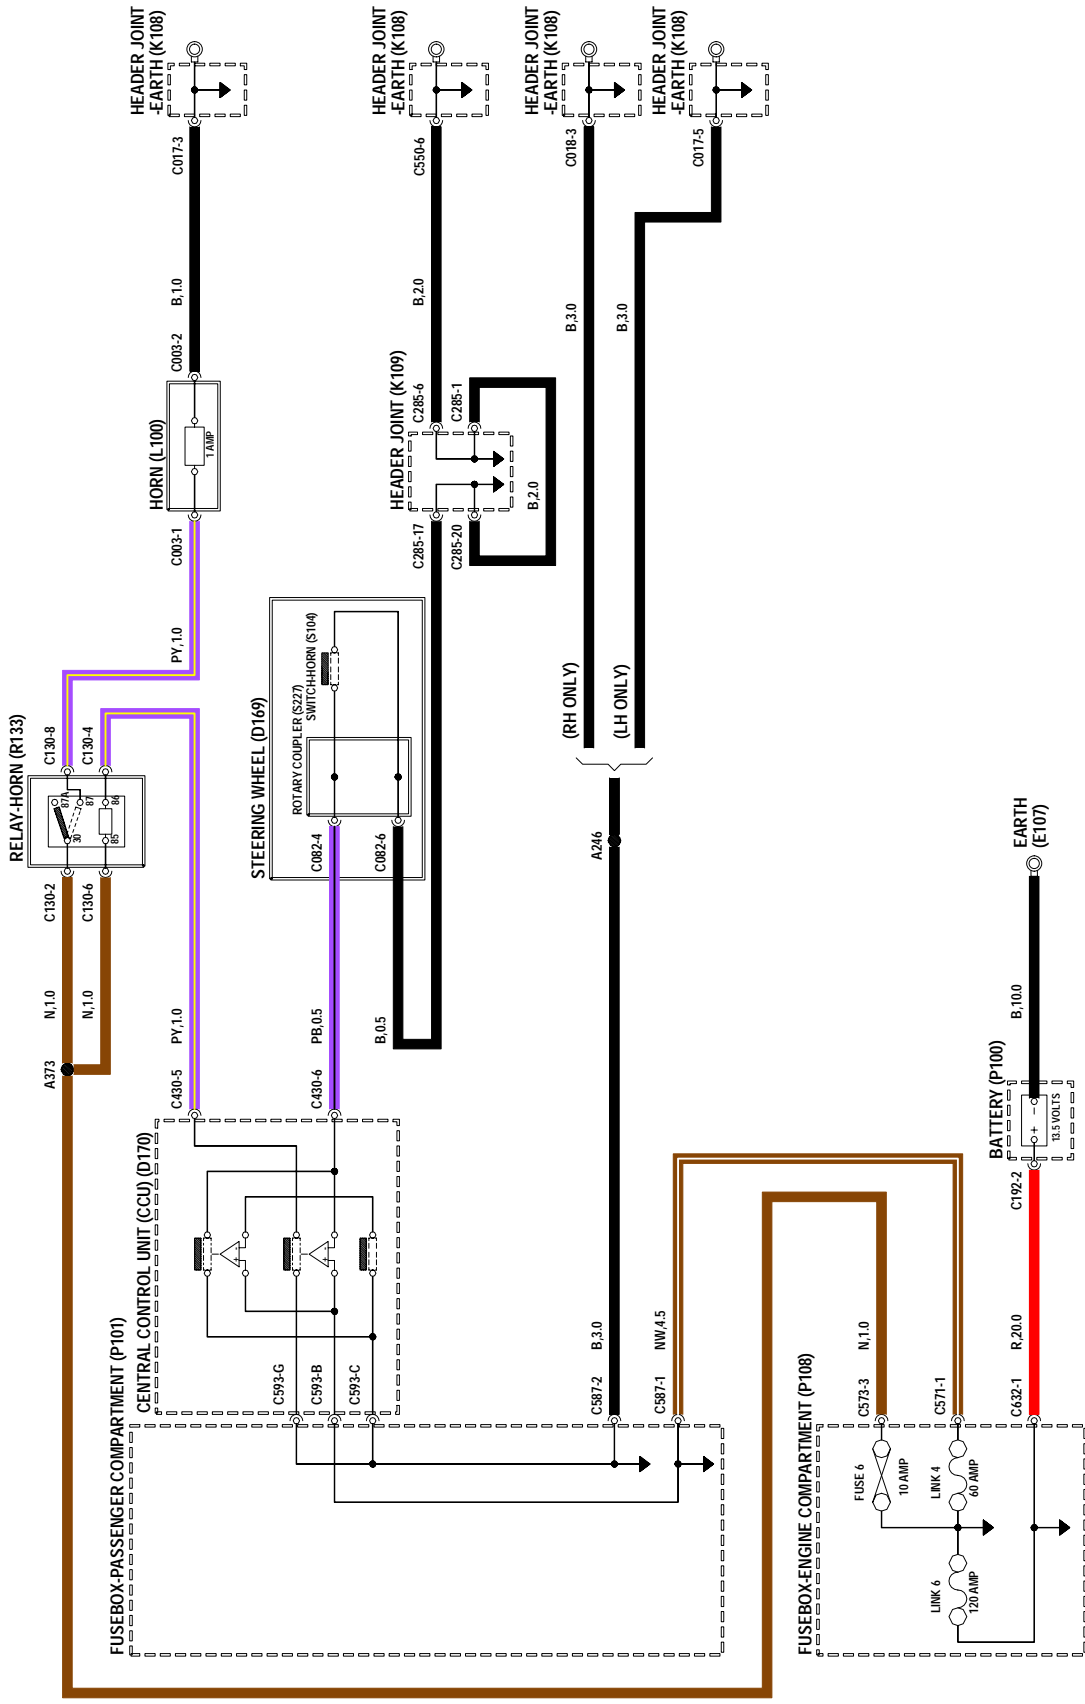 RELAY-HORN (R133)
C130-2
C130-6
C130-8
C130-4
30
87A
87
85
86
N,1.0
N,1.0
A373
PY,1.0
PY,1.0
HORN (L100)
C003-1
C003-2
1 AMP
B,1.0
C017-3
HEADER JOINT
-EARTH (K108)
STEERING WHEEL (D169)
ROTARY COUPLER (S227)
SWITCH-HORN (S104)
C082-4
C082-6
PB,0.5
B,0.5
HEADER JOINT (K109)
C285-17
C285-20
C285-6
C285-1
B,2.0
B,2.0
C550-6
HEADER JOINT
-EARTH (K108)
CENTRAL CONTROL UNIT (CCU) (D170)
C430-5
C430-6
+
-
+
-
C593-G
C593-B
C593-C
FUSEBOX-PASSENGER COMPARTMENT (P101)
C587-2
C587-1
B,3.0
NW,4.5
A246
(RH ONLY)
(LH ONLY)
B,3.0
B,3.0
C018-3
C017-5
HEADER JOINT
-EARTH (K108)
HEADER JOINT
-EARTH (K108)
FUSEBOX-ENGINE COMPARTMENT (P108)
FUSE 6
10 AMP
LINK 4
60 AMP
LINK 6
120 AMP
C573-3
C571-1
C632-1
N,1.0
R,20.0
C192-2
BATTERY (P100)
+
-
13.5 VOLTS
B,10.0
EARTH
(E107)